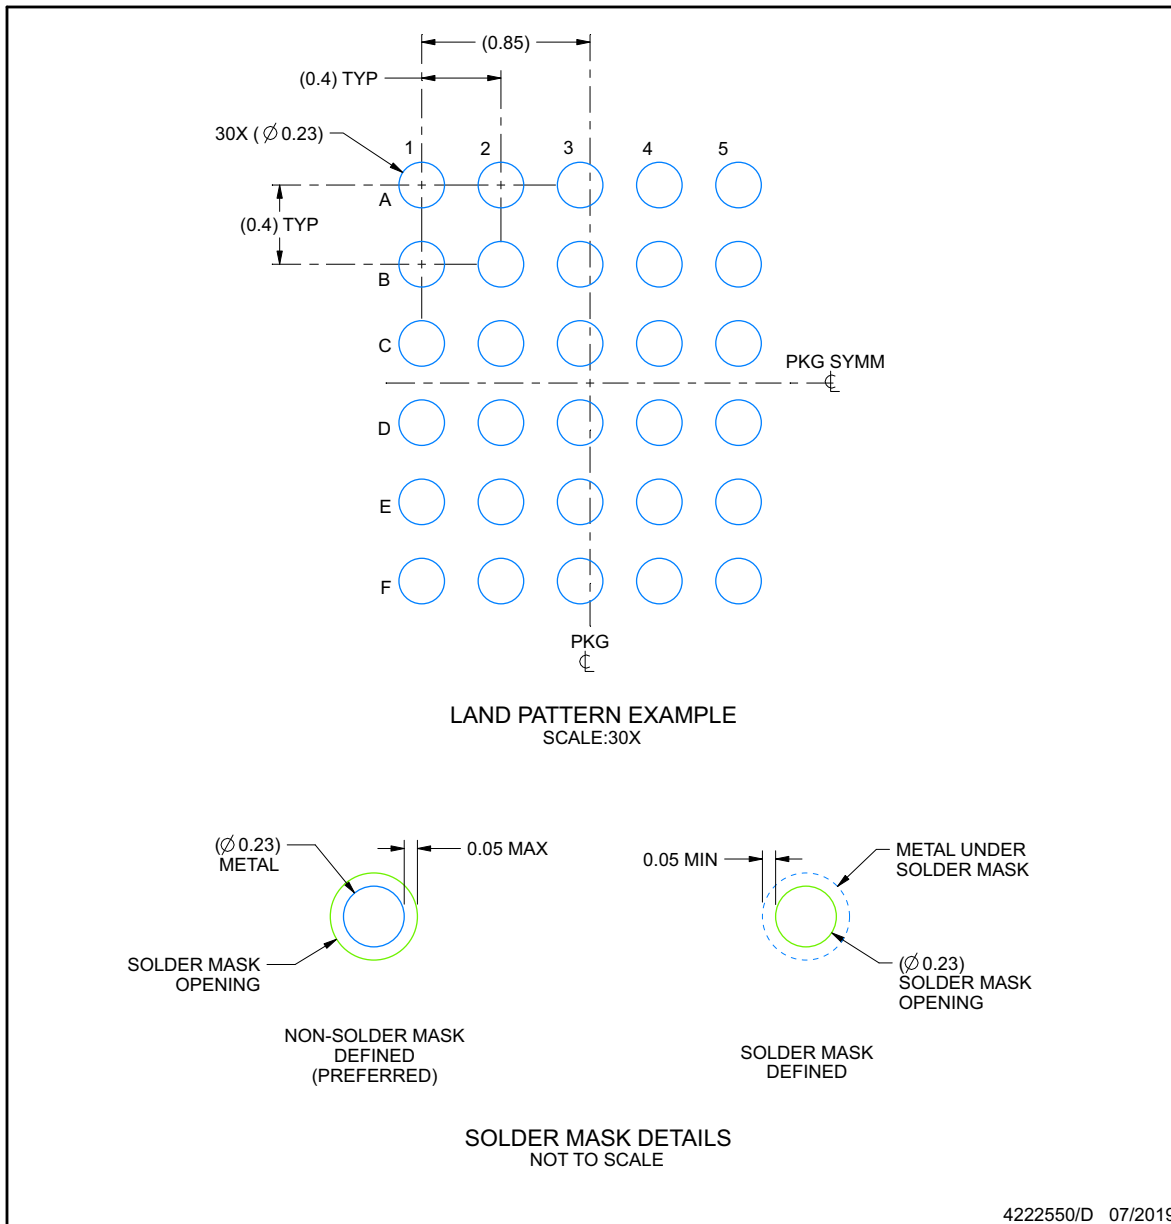 (0.85)
(0.4) TYP
30X (∅0.23)
1 2 3 4 5
A
(0.4) TYP
B
C
PKG SYMM
℄
D
E
F
PKG
℄
LAND PATTERN EXAMPLE
SCALE:30X
(∅0.23)
METAL
0.05 MAX
SOLDER MASK
OPENING
NON-SOLDER MASK
DEFINED
(PREFERRED)
0.05 MIN
METAL UNDER
SOLDER MASK
(∅0.23)
SOLDER MASK
OPENING
SOLDER MASK
DEFINED
SOLDER MASK DETAILS
NOT TO SCALE
4222550/D 07/2019